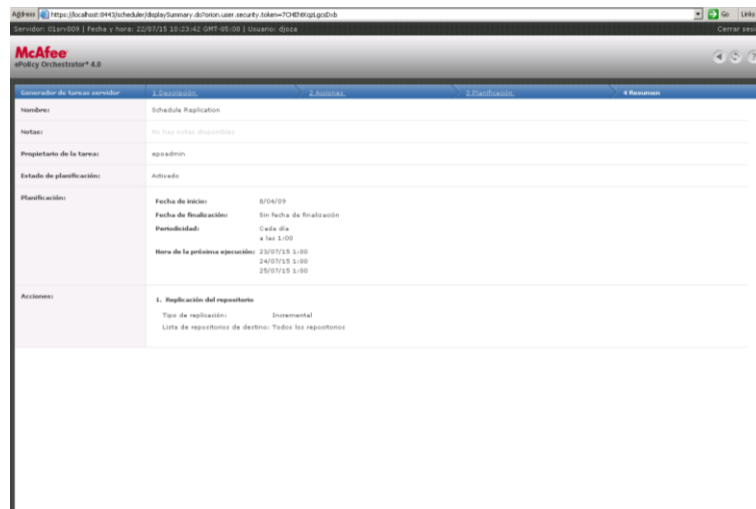 Address https://localhost:8443/scheduler/displaySummary.do?orion.user.security.token= Go Links
Servidor: 01srv009 | Fecha y hora: 22/07/15 10:23:42 GMT-05:00 | Usuario: djoza Cerrar sesi
McAfee
ePolicy Orchestrator 4.0
Generador de tareas servidor 1 Descripción 2 Acciones 3 Planificación 4 Resumen
Nombre: Schedule Replication
Notas: No hay notas disponibles
Propietario de la tarea: epoadmin
Estado de planificación: Activado
Planificación:
Fecha de inicio: 8/04/09
Fecha de finalización: Sin fecha de finalización
Periodicidad: Cada día
a las 1:00
Hora de la próxima ejecución: 23/07/15 1:00
24/07/15 1:00
25/07/15 1:00
Acciones:
1. Replicación del repositorio
Tipo de replicación: Incremental
Lista de repositorios de destino: Todos los repositorios